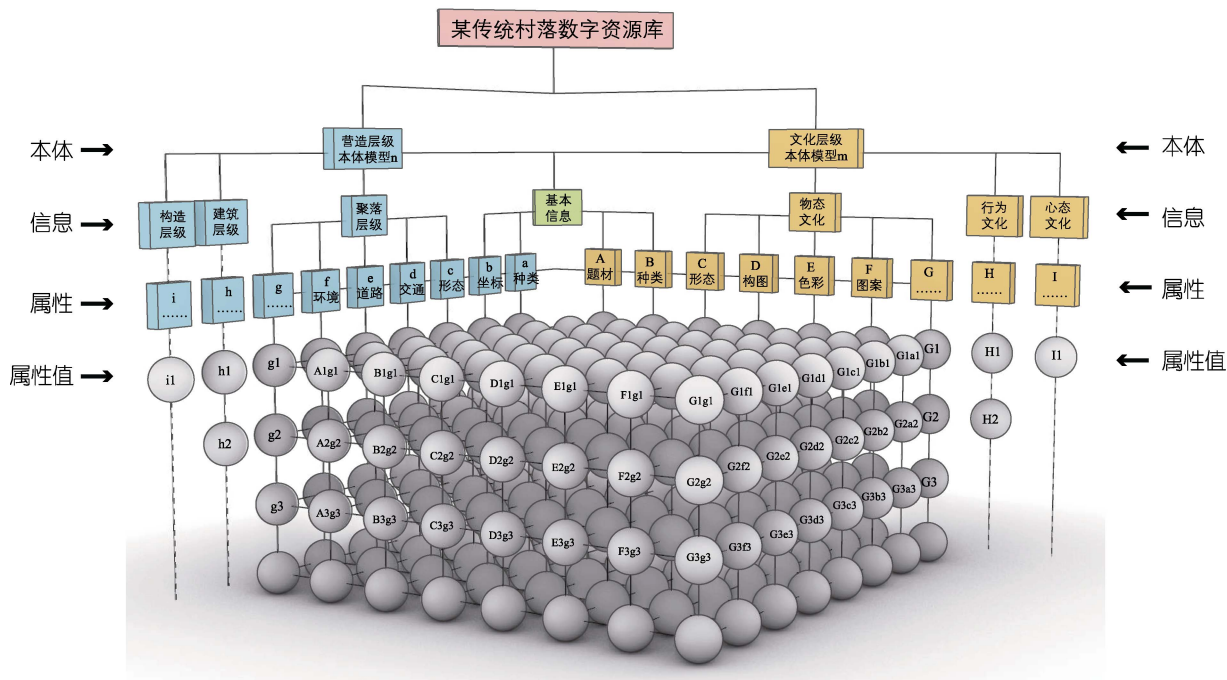 某传统村落数字资源库
本体
营造层级
本体模型n
文化层级
本体模型m
本体
信息
构造
层级
建筑
层级
聚落
层级
基本
信息
物态
文化
行为
文化
心态
文化
信息
属性
i
……
h
……
g
……
f
环境
e
道路
d
交通
c
形态
b
坐标
a
种类
A
题材
B
种类
C
形态
D
构图
E
色彩
F
图案
G
……
H
……
I
……
属性
属性值
i1
h1
g1
A1g1
B1g1
C1g1
D1g1
E1g1
F1g1
G1g1
G1f1
G1e1
G1d1
G1c1
G1b1
G1a1
G1
H1
I1
属性值
h2
g2
A2g2
B2g2
C2g2
D2g2
E2g2
F2g2
G2g2
G2f2
G2e2
G2d2
G2c2
G2b2
G2a2
G2
H2
g3
A3g3
B3g3
C3g3
D3g3
E3g3
F3g3
G3g3
G3f3
G3e3
G3d3
G3c3
G3b3
G3a3
G3